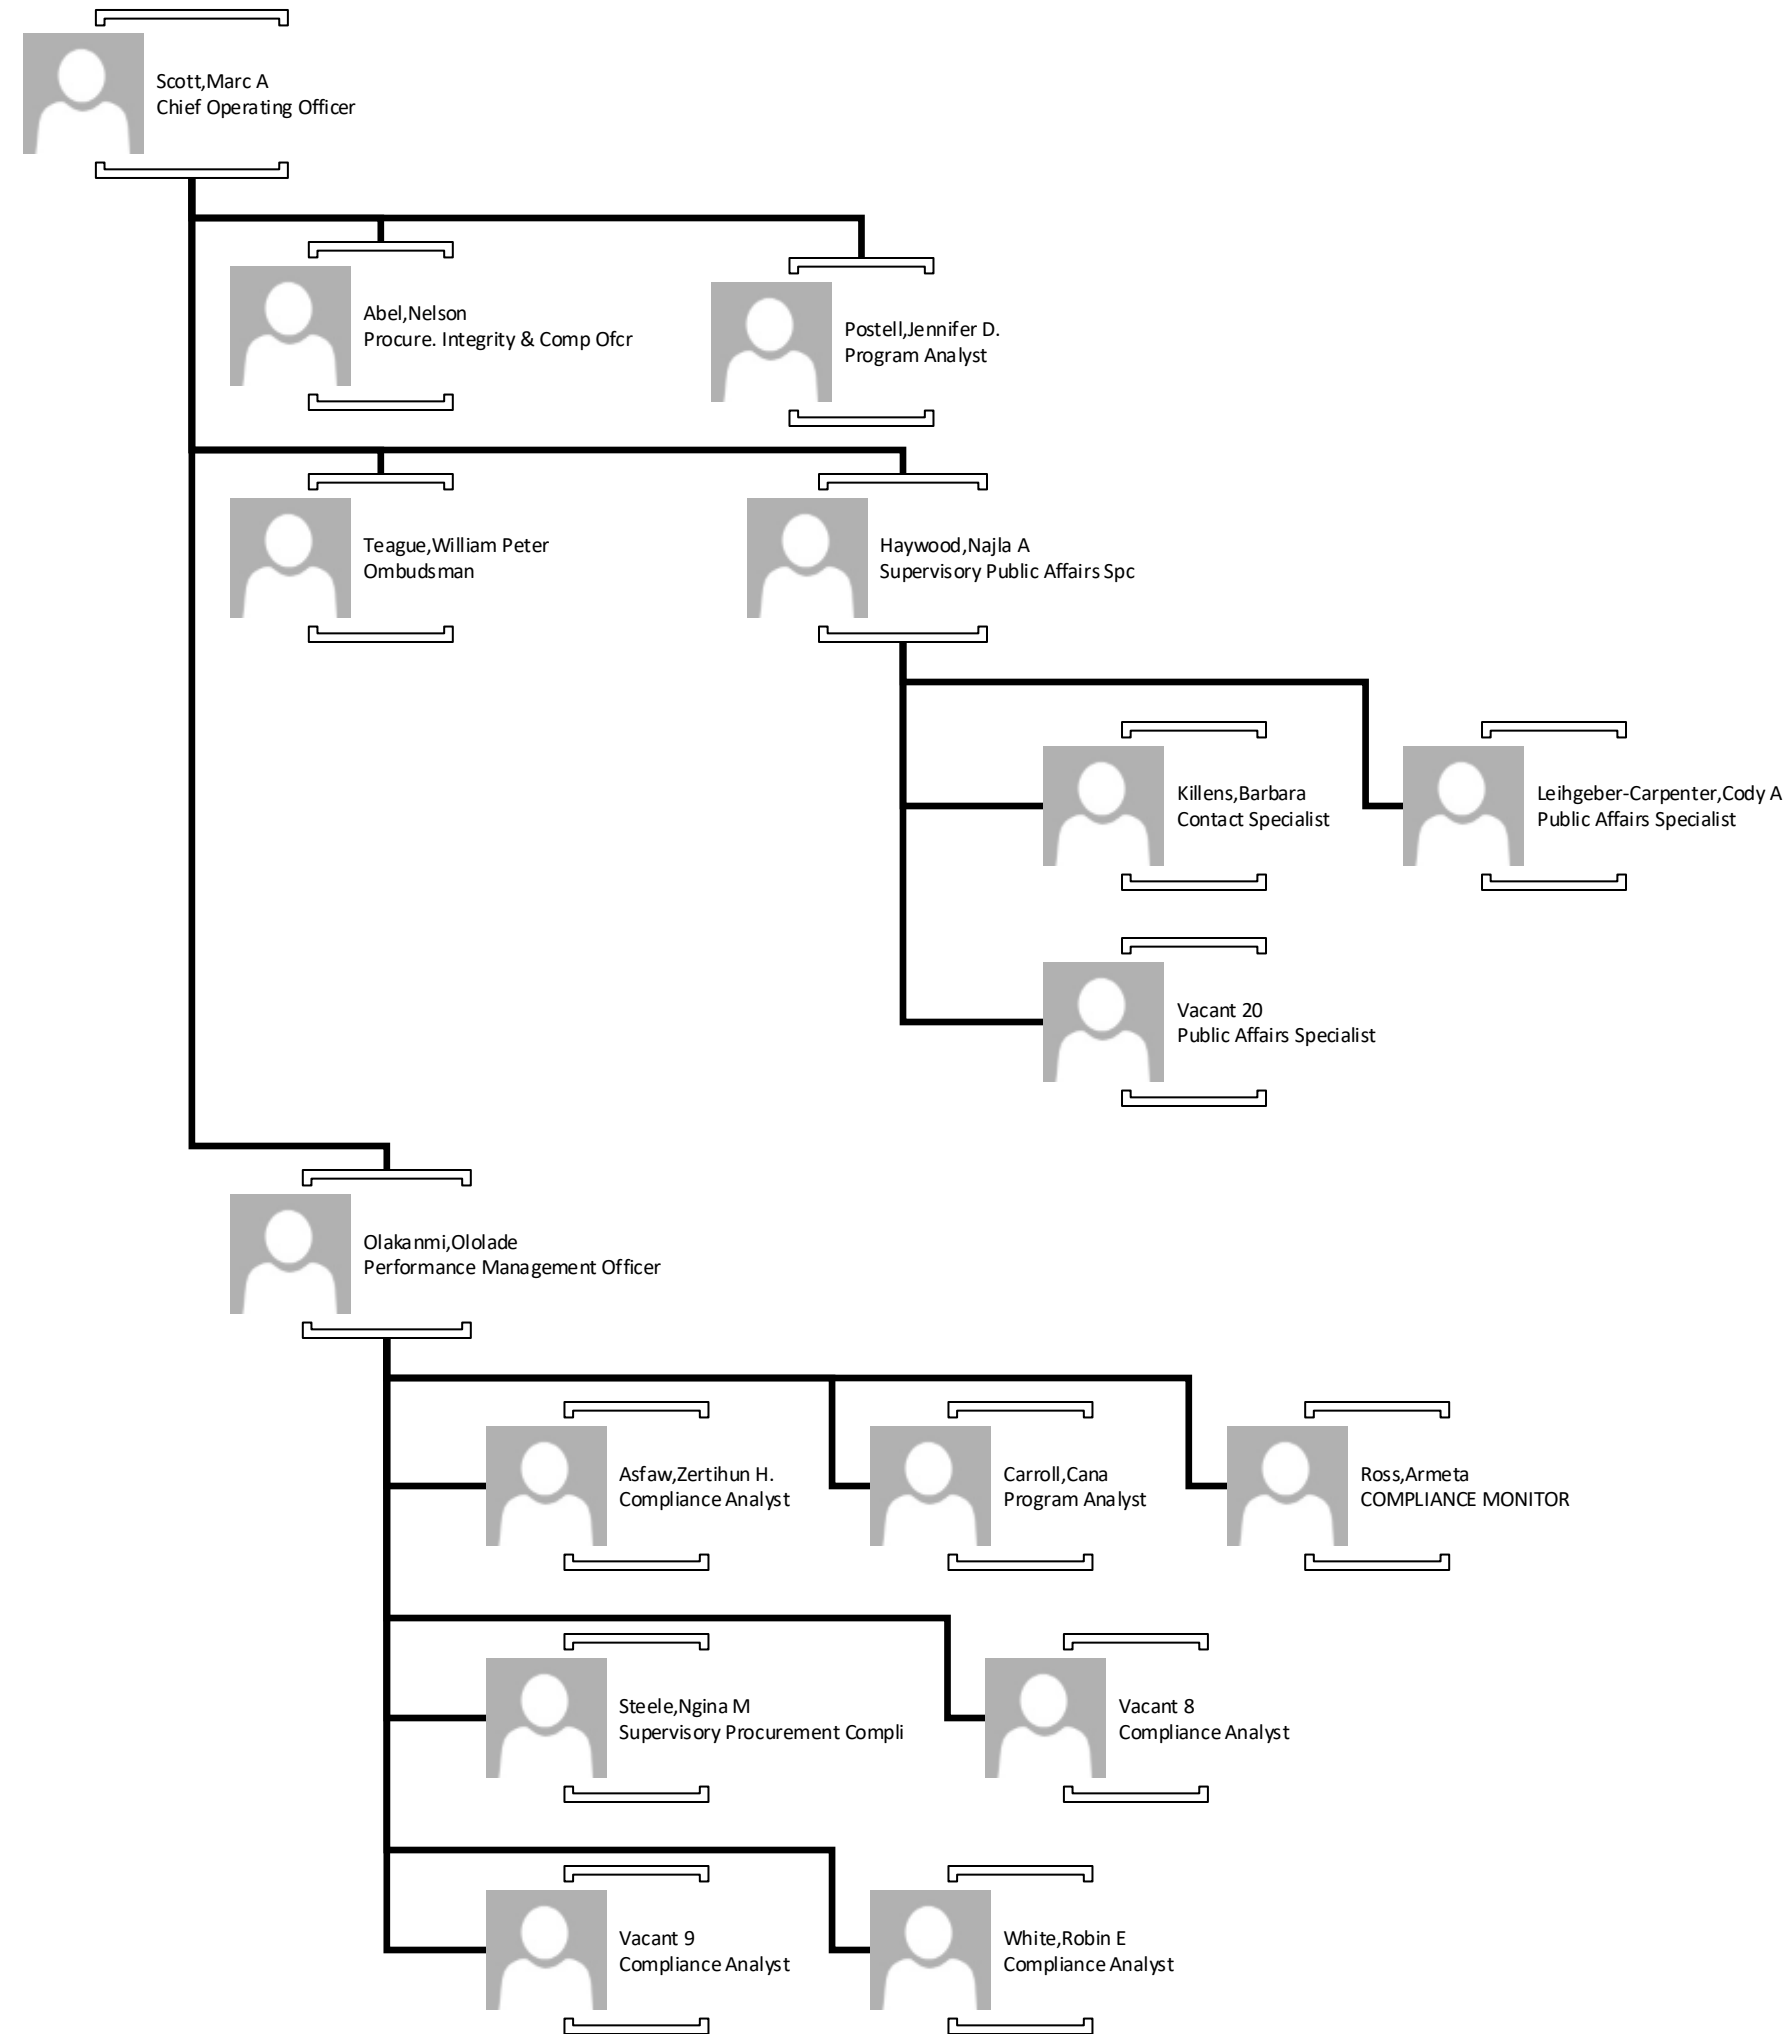 Scott,Marc A
Chief Operating Officer
Abel,Nelson
Procure. Integrity & Comp Ofcr
Postell,Jennifer D.
Program Analyst
Teague,William Peter
Ombudsman
Haywood,Najla A
Supervisory Public Affairs Spc
Killens,Barbara
Contact Specialist
Leihgeber-Carpenter,Cody A
Public Affairs Specialist
Vacant 20
Public Affairs Specialist
Olakanmi,Ololade
Performance Management Officer
Asfaw,Zertihun H.
Compliance Analyst
Carroll,Cana
Program Analyst
Ross,Armeta
COMPLIANCE MONITOR
Steele,Ngina M
Supervisory Procurement Compli
Vacant 8
Compliance Analyst
Vacant 9
Compliance Analyst
White,Robin E
Compliance Analyst